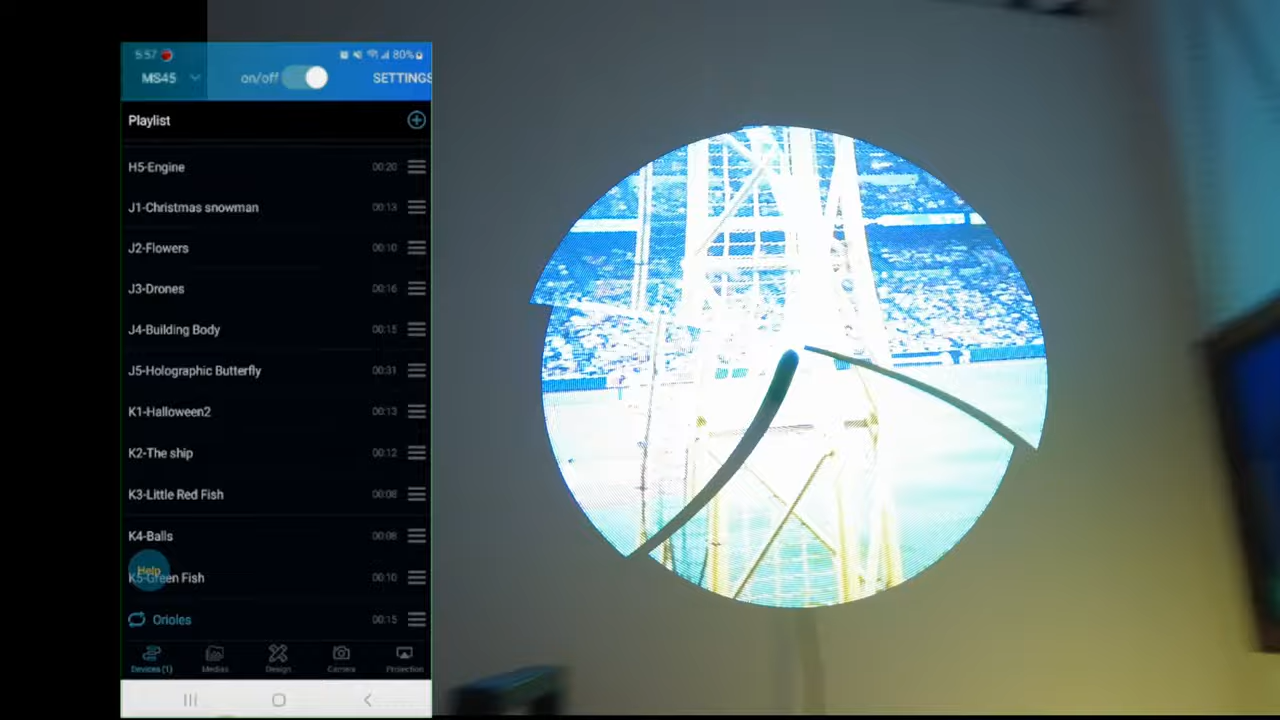 5:57 80%
MS45 on/off SETTINGS
Playlist
H5-Engine 00:20
J1-Christmas snowman 00:13
J2-Flowers 00:10
J3-Drones 00:16
J4-Building Body 00:15
J5-Holographic Butterfly 00:31
K1-Halloween2 00:13
K2-The ship 00:12
K3-Little Red Fish 00:08
K4-Balls 00:08
Help
K5-Green Fish 00:10
Orioles 00:15
Devices (1) Medias Design Camera Projection